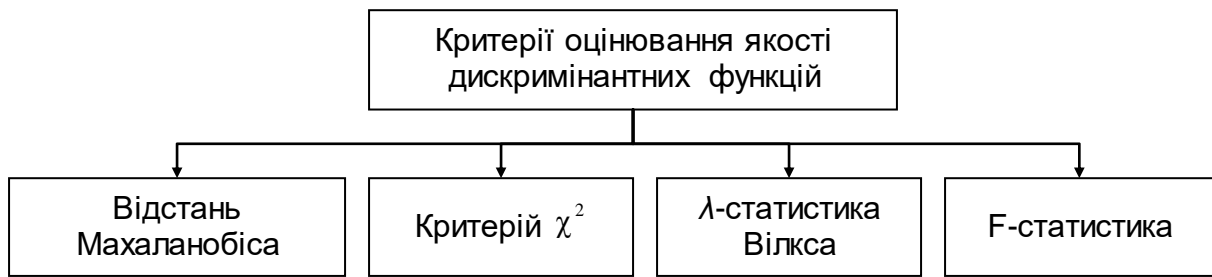 Критерії оцінювання якості
дискримінантних функцій
Відстань
Махаланобіса
Критерій χ²
λ-статистика
Вілкса
F-статистика